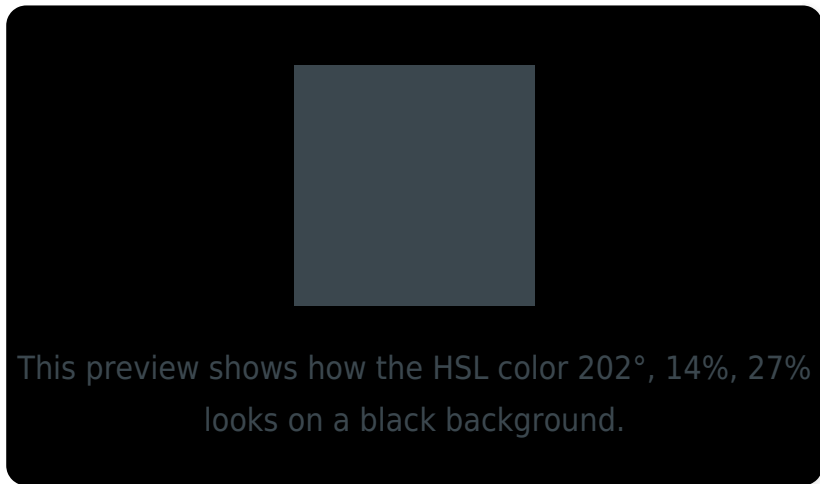 This preview shows how the HSL color 202°, 14%, 27%
looks on a black background.